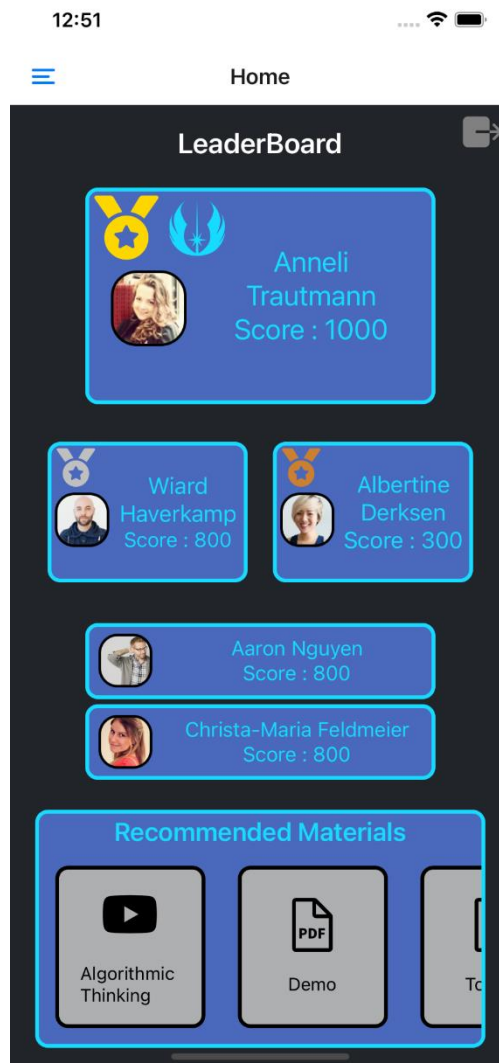 12:51
Home
LeaderBoard
Anneli
Trautmann
Score : 1000
Wiard
Haverkamp
Score : 800
Albertine
Derksen
Score : 300
Aaron Nguyen
Score : 800
Christa-Maria Feldmeier
Score : 800
Recommended Materials
Algorithmic
Thinking
PDF
Demo